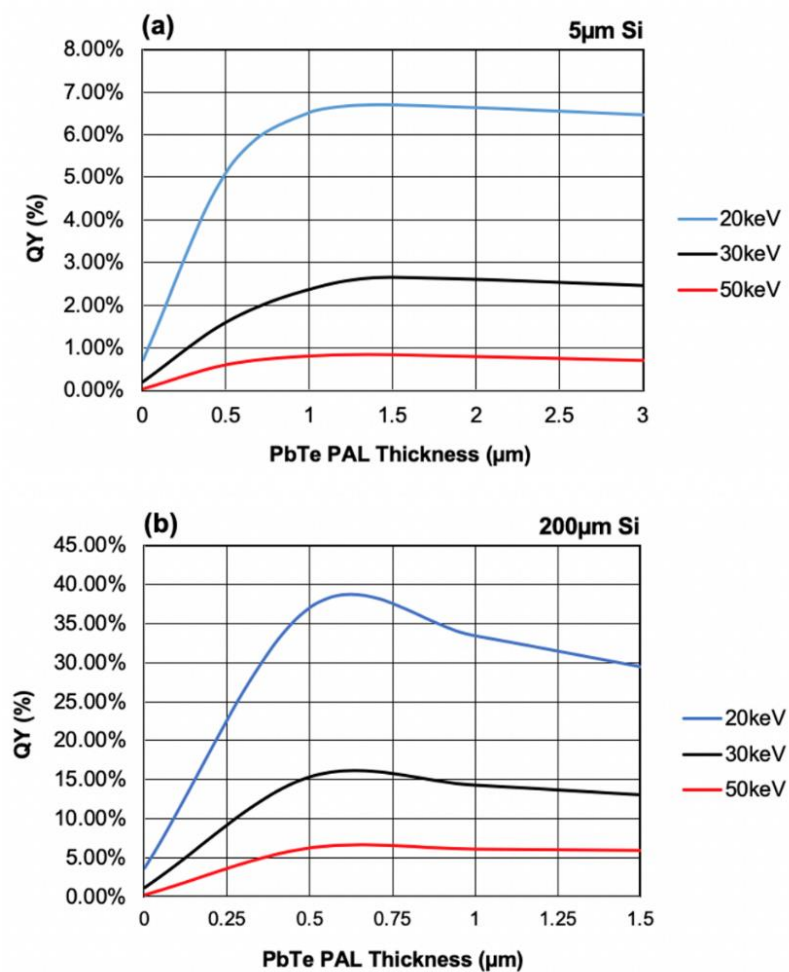 (a)
5µm Si
8.00%
7.00%
6.00%
5.00%
4.00%
3.00%
2.00%
1.00%
0.00%
QY (%)
0 0.5 1 1.5 2 2.5 3
PbTe PAL Thickness (µm)
20keV
30keV
50keV
(b)
200µm Si
45.00%
40.00%
35.00%
30.00%
25.00%
20.00%
15.00%
10.00%
5.00%
0.00%
QY (%)
0 0.25 0.5 0.75 1 1.25 1.5
PbTe PAL Thickness (µm)
20keV
30keV
50keV